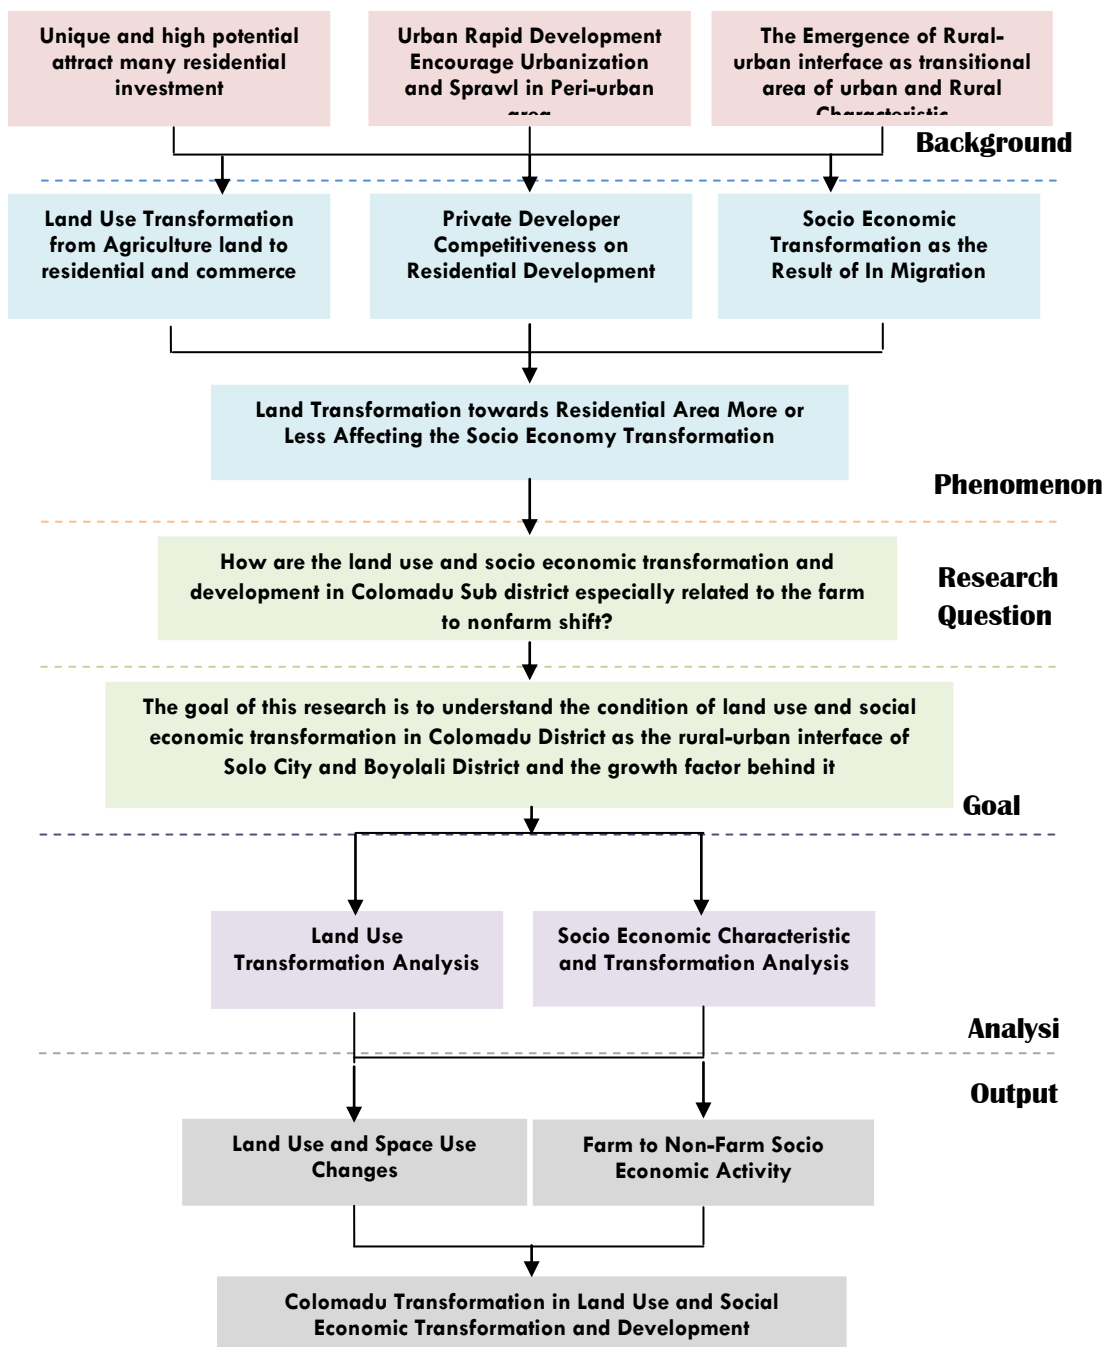 Unique and high potential
attract many residential
investment
Urban Rapid Development
Encourage Urbanization
and Sprawl in Peri-urban
area
The Emergence of Rural-
urban interface as transitional
area of urban and Rural
Characteristic
Background
Land Use Transformation
from Agriculture land to
residential and commerce
Private Developer
Competitiveness on
Residential Development
Socio Economic
Transformation as the
Result of In Migration
Land Transformation towards Residential Area More or
Less Affecting the Socio Economy Transformation
Phenomenon
How are the land use and socio economic transformation and
development in Colomadu Sub district especially related to the farm
to nonfarm shift?
Research
Question
The goal of this research is to understand the condition of land use and social
economic transformation in Colomadu District as the rural-urban interface of
Solo City and Boyolali District and the growth factor behind it
Goal
Land Use
Transformation Analysis
Socio Economic Characteristic
and Transformation Analysis
Analysi
Output
Land Use and Space Use
Changes
Farm to Non-Farm Socio
Economic Activity
Colomadu Transformation in Land Use and Social
Economic Transformation and Development